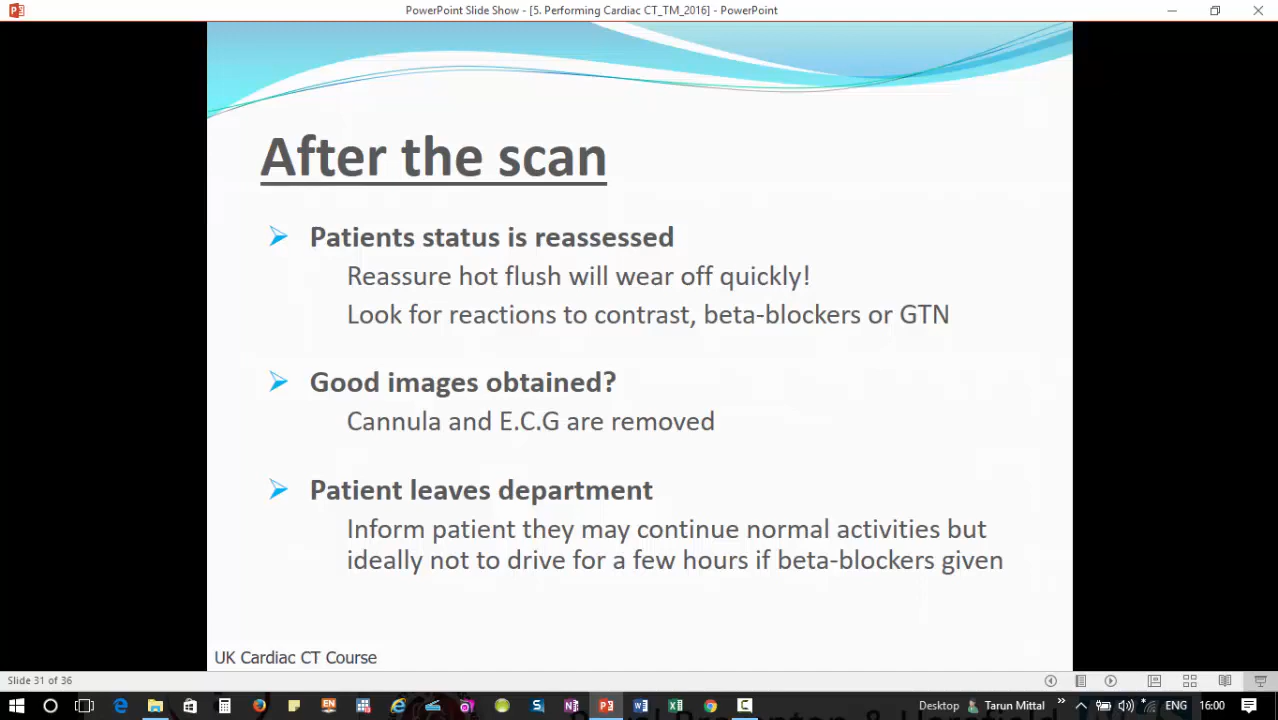 PowerPoint Slide Show - [5. Performing Cardiac CT_TM_2016] - PowerPoint
After the scan
Patients status is reassessed
Reassure hot flush will wear off quickly!
Look for reactions to contrast, beta-blockers or GTN
Good images obtained?
Cannula and E.C.G are removed
Patient leaves department
Inform patient they may continue normal activities but
ideally not to drive for a few hours if beta-blockers given
UK Cardiac CT Course
Slide 31 of 36
Desktop Tarun Mittal ENG 16:00